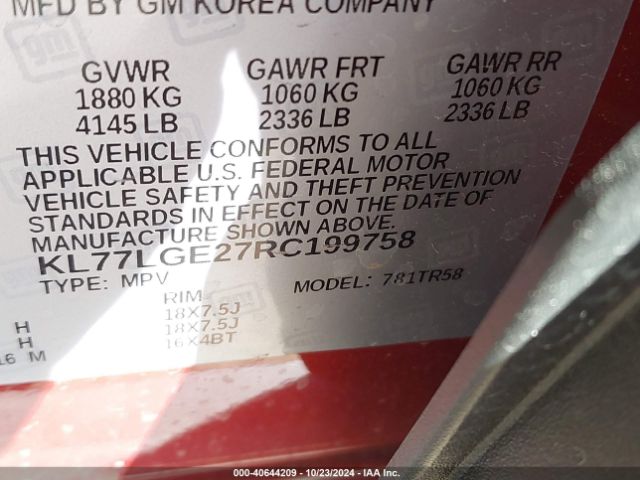 MFD BY GM KOREA COMPANY
GVWR GAWR FRT GAWR RR
1880 KG 1060 KG 1060 KG
4145 LB 2336 LB 2336 LB
THIS VEHICLE CONFORMS TO ALL
APPLICABLE U.S. FEDERAL MOTOR
VEHICLE SAFETY AND THEFT PREVENTION
STANDARDS IN EFFECT ON THE DATE OF
MANUFACTURE SHOWN ABOVE.
KL77LGE27RC199758
TYPE: MPV MODEL: 781TR58
RIM
H 18X7.5J
H 18X7.5J
16 M 16X4BT
gm
000-40644209 - 10/23/2024 - IAA Inc.